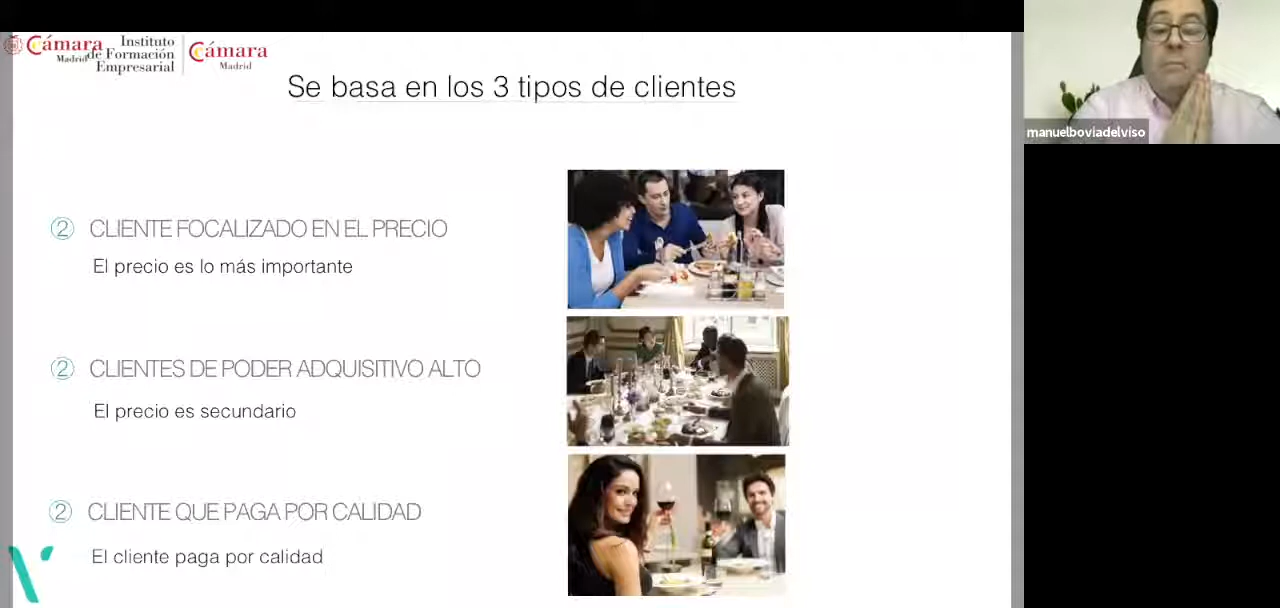 Cámara
Madrid
Instituto
de Formación
Empresarial
Cámara
Madrid
Se basa en los 3 tipos de clientes
manuelboviadelviso
② CLIENTE FOCALIZADO EN EL PRECIO
El precio es lo más importante
② CLIENTES DE PODER ADQUISITIVO ALTO
El precio es secundario
② CLIENTE QUE PAGA POR CALIDAD
El cliente paga por calidad